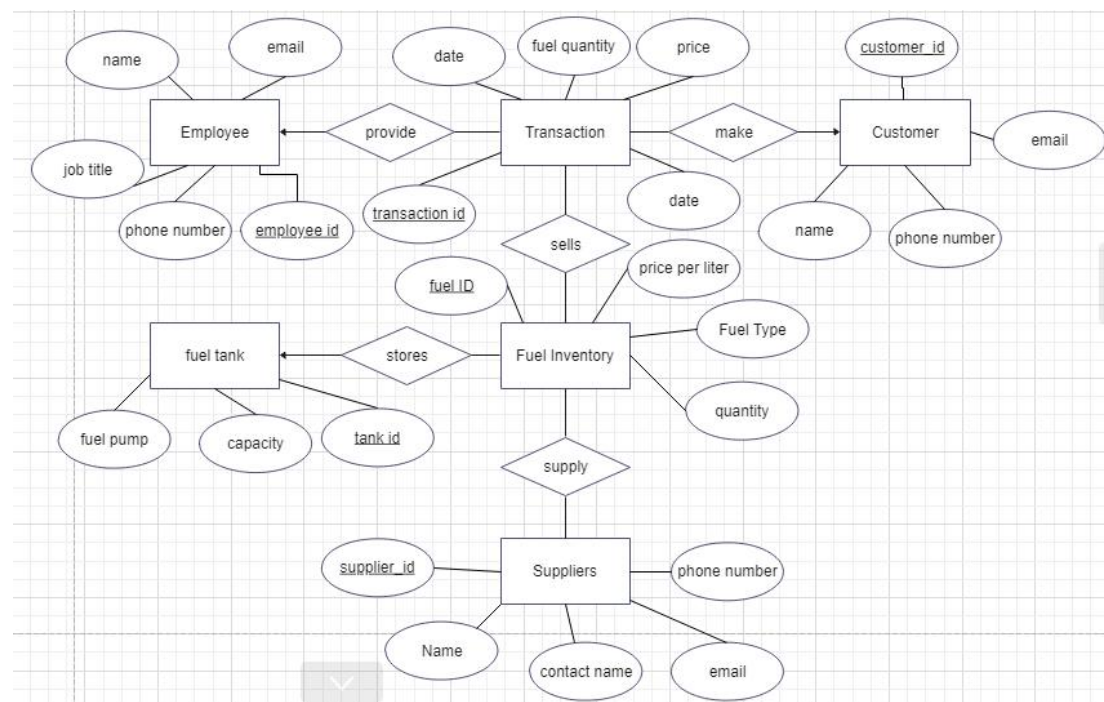 name
email
date
fuel quantity
price
customer_id
Employee
provide
Transaction
make
Customer
email
job title
phone number
employee id
transaction id
date
name
phone number
sells
fuel ID
price per liter
fuel tank
stores
Fuel Inventory
Fuel Type
quantity
fuel pump
capacity
tank id
supply
supplier_id
Suppliers
phone number
Name
contact name
email